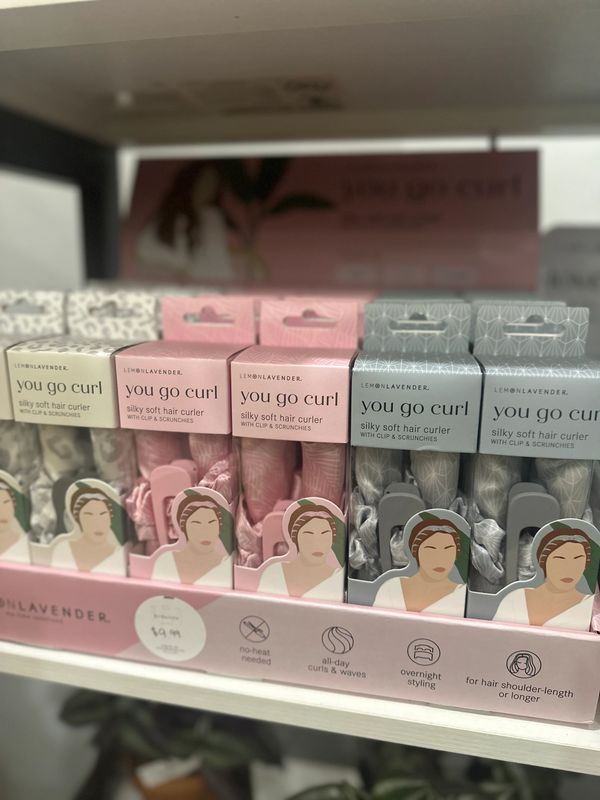 you go curl
LEMONLAVENDER.
you go curl
silky soft hair curler
WITH CLIP & SCRUNCHIES
LEMONLAVENDER.
you go curl
silky soft hair curler
WITH CLIP & SCRUNCHIES
LEMONLAVENDER.
you go curl
silky soft hair curler
WITH CLIP & SCRUNCHIES
LEMONLAVENDER.
you go curl
silky soft hair curler
WITH CLIP & SCRUNCHIES
LEMONLAVENDER.
you go cur
silky soft hair curler
WITH CLIP & SCRUNCHIES
ONLAVENDER.
$9.99
no-heat
needed
all-day
curls & waves
overnight
styling
for hair shoulder-length
or longer